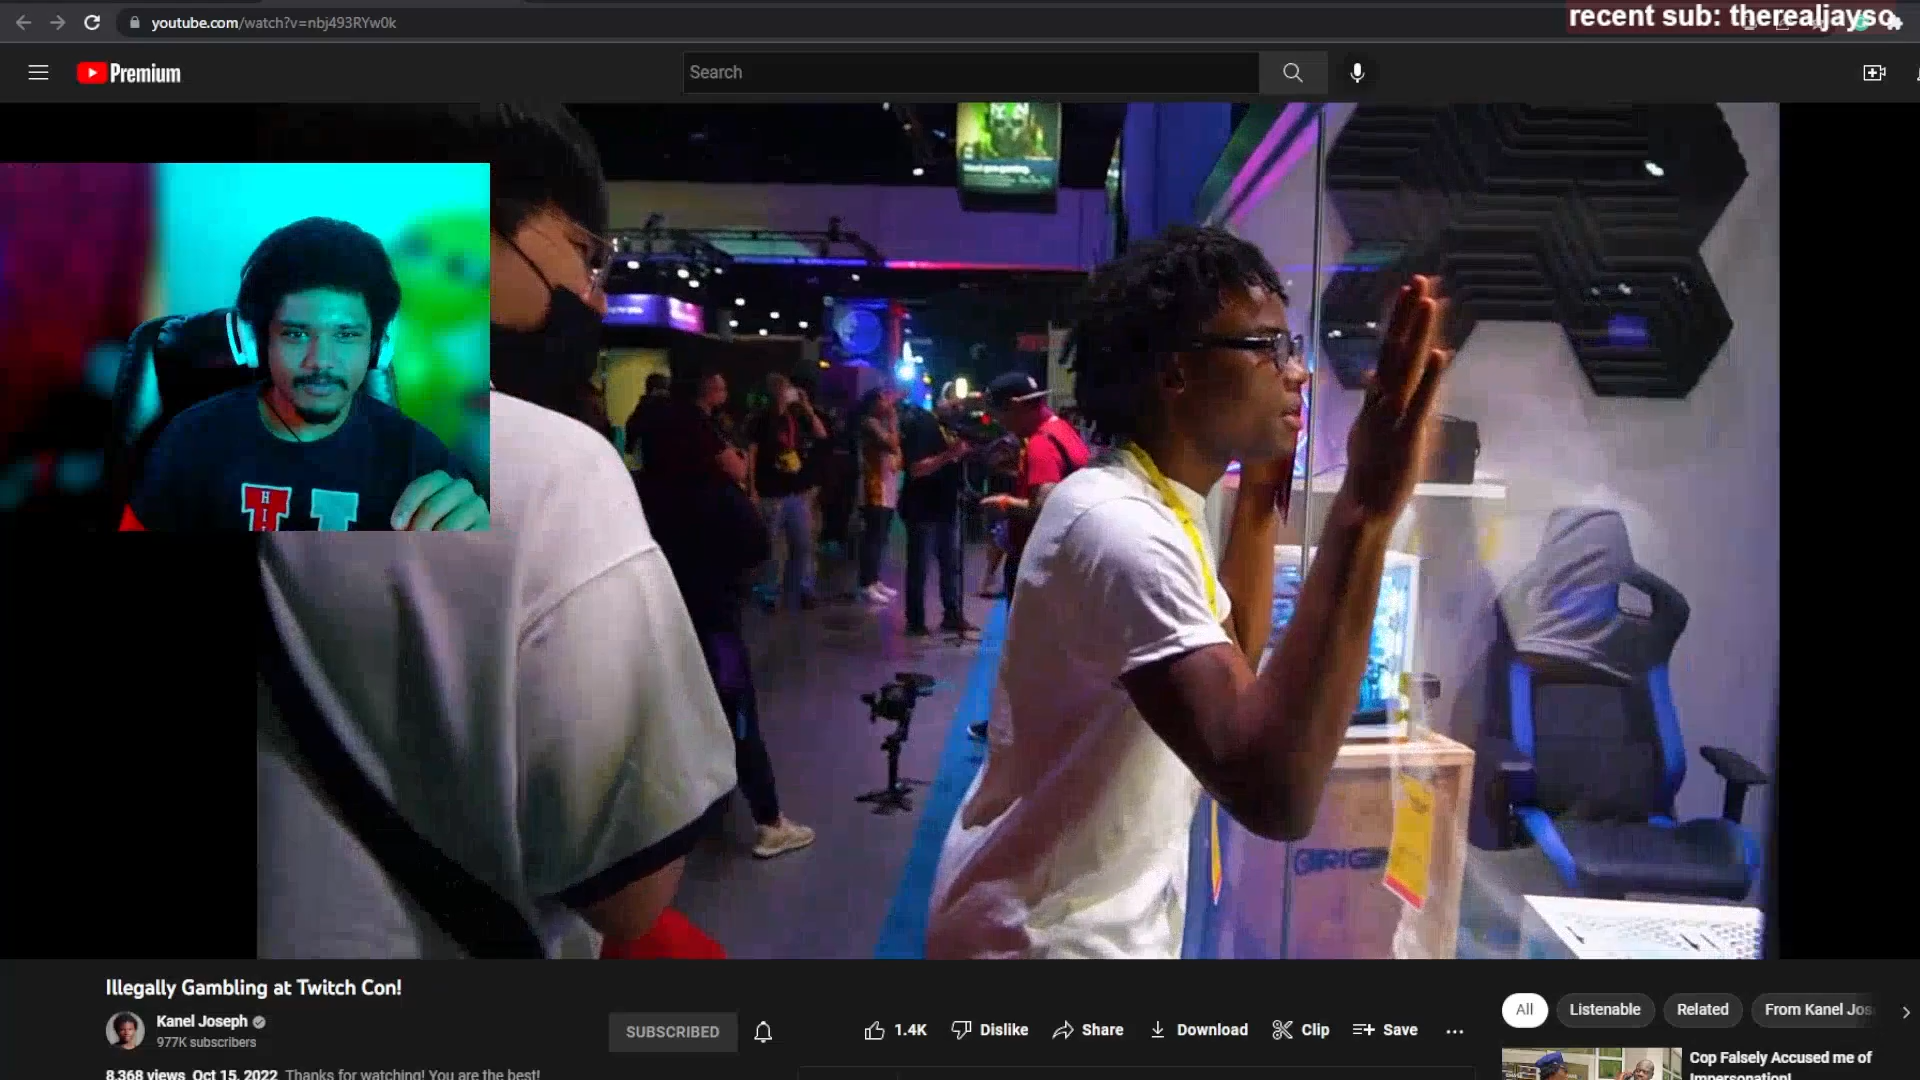 youtube.com/watch?v=nbj493RYw0k
recent sub: therealjayso
Premium
Search
H
Illegally Gambling at Twitch Con!
Kanel Joseph
977K subscribers
SUBSCRIBED
1.4K
Dislike
Share
Download
Clip
Save
All
Listenable
Related
From Kanel Jos
8,368 views Oct 15, 2022 Thanks for watching! You are the best!
Cop Falsely Accused me of
Impersonation!